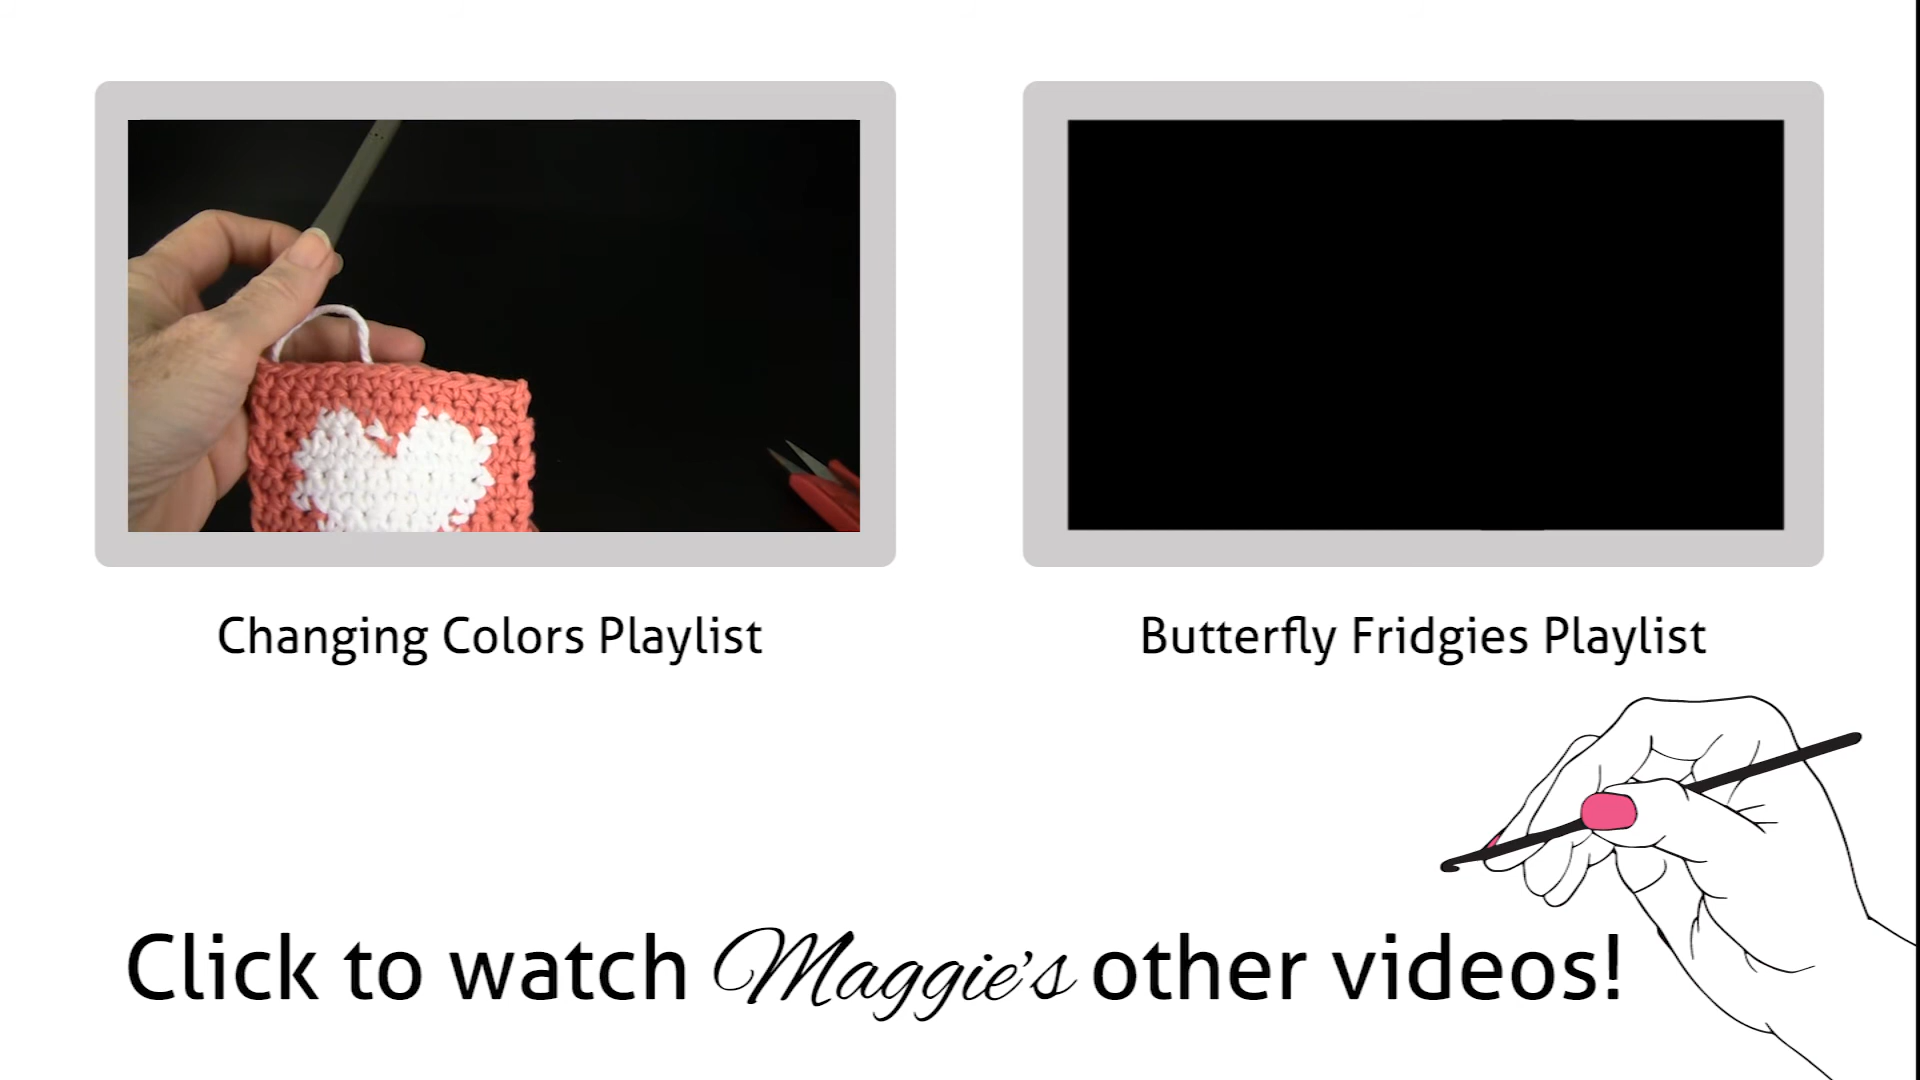 Changing Colors Playlist
Butterfly Fridgies Playlist
Click to watch Maggie's other videos!